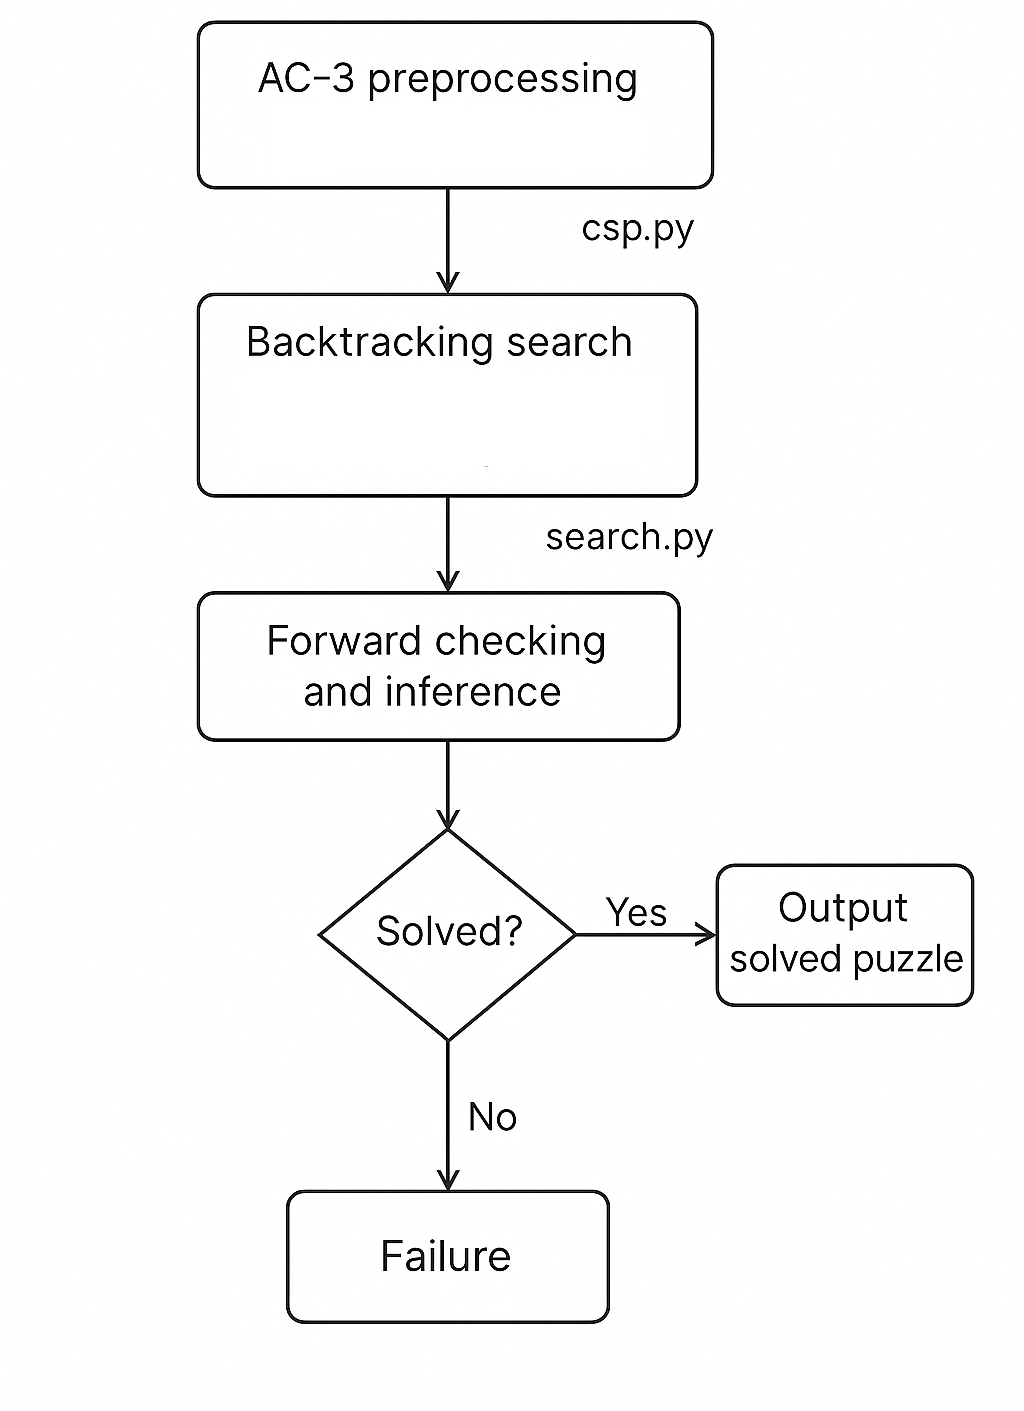 AC-3 preprocessing
csp.py
Backtracking search
search.py
Forward checking
and inference
Solved?
Yes
Output
solved puzzle
No
Failure